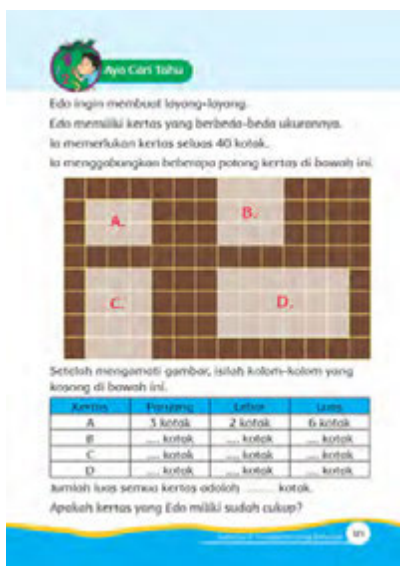 Ayo Cari Tahu
Edo ingin membuat layang-layang.
Edo memiliki kertas yang berbeda-beda ukurannya.
Ia memerlukan kertas seluas 40 kotak.
Ia menggabungkan beberapa potong kertas di bawah ini.
A. B.
C. D.
Setelah mengamati gambar, isilah kolom-kolom yang
kosong di bawah ini.
Kertas Panjang Lebar Luas
A 3 kotak 2 kotak 6 kotak
B .... kotak .... kotak .... kotak
C .... kotak .... kotak .... kotak
D .... kotak .... kotak .... kotak
Jumlah luas semua kertas adalah ........ kotak.
Apakah kertas yang Edo miliki sudah cukup?